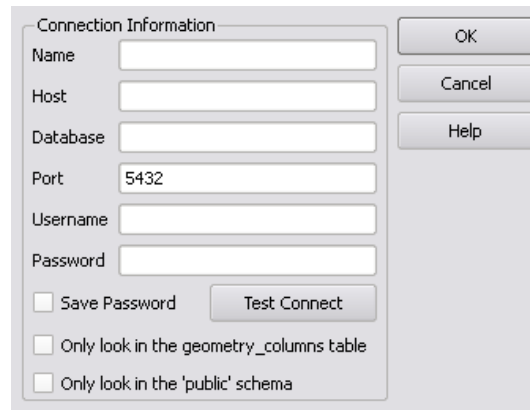 Connection Information
Name
Host
Database
Port 5432
Username
Password
Save Password Test Connect
Only look in the geometry_columns table
Only look in the 'public' schema
OK
Cancel
Help